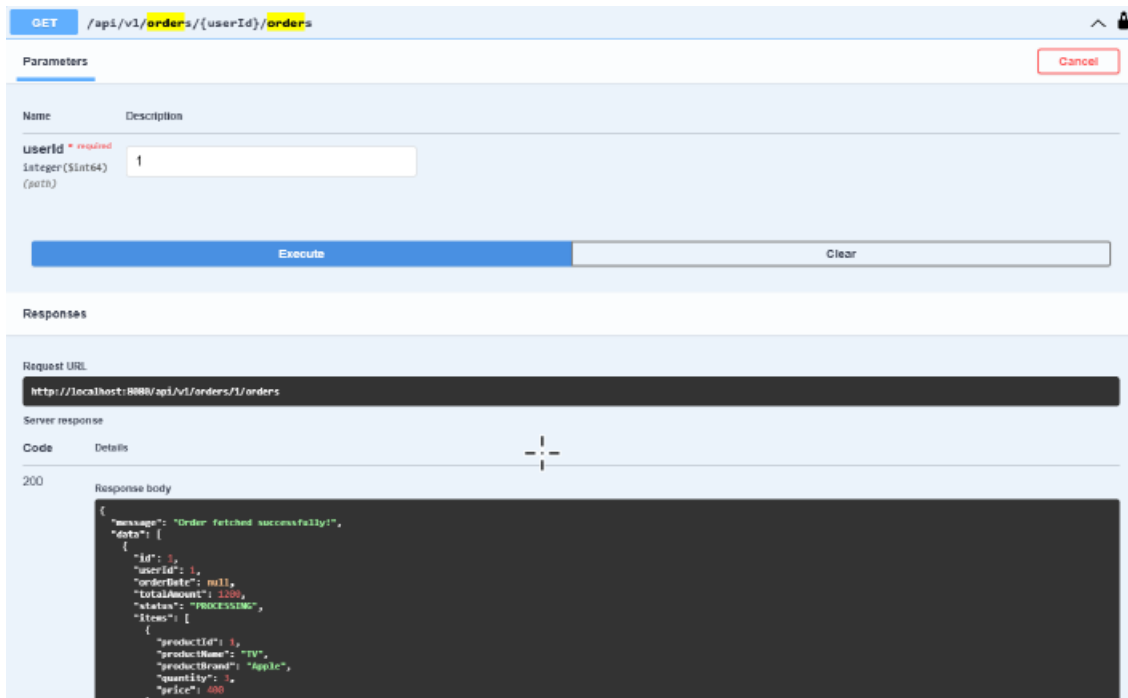 GET /api/v1/orders/{userId}/orders
Parameters
Cancel
Name Description
userId * required
integer($int64)
(path)
1
Execute Clear
Responses
Request URL
http://localhost:8080/api/v1/orders/1/orders
Server response
Code Details
200
Response body
{
"message": "Order fetched successfully!",
"data": [
{
"id": 1,
"userId": 1,
"orderDate": null,
"totalAmount": 1200,
"status": "PROCESSING",
"items": [
{
"productId": 1,
"productName": "TV",
"productBrand": "Apple",
"quantity": 3,
"price": 400